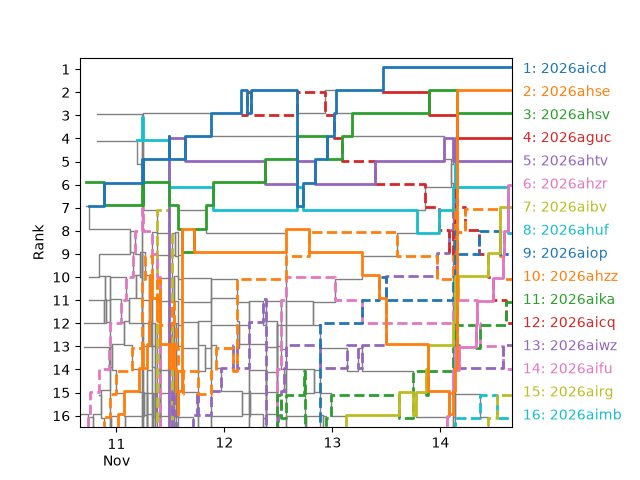 1
2
3
4
5
6
7
8
9
10
11
12
13
14
15
16
Rank
11
12
13
14
Nov
1: 2026aicd
2: 2026ahse
3: 2026ahsv
4: 2026aguc
5: 2026ahtv
6: 2026ahzr
7: 2026aibv
8: 2026ahuf
9: 2026aiop
10: 2026ahzz
11: 2026aika
12: 2026aicq
13: 2026aiwz
14: 2026aifu
15: 2026airg
16: 2026aimb